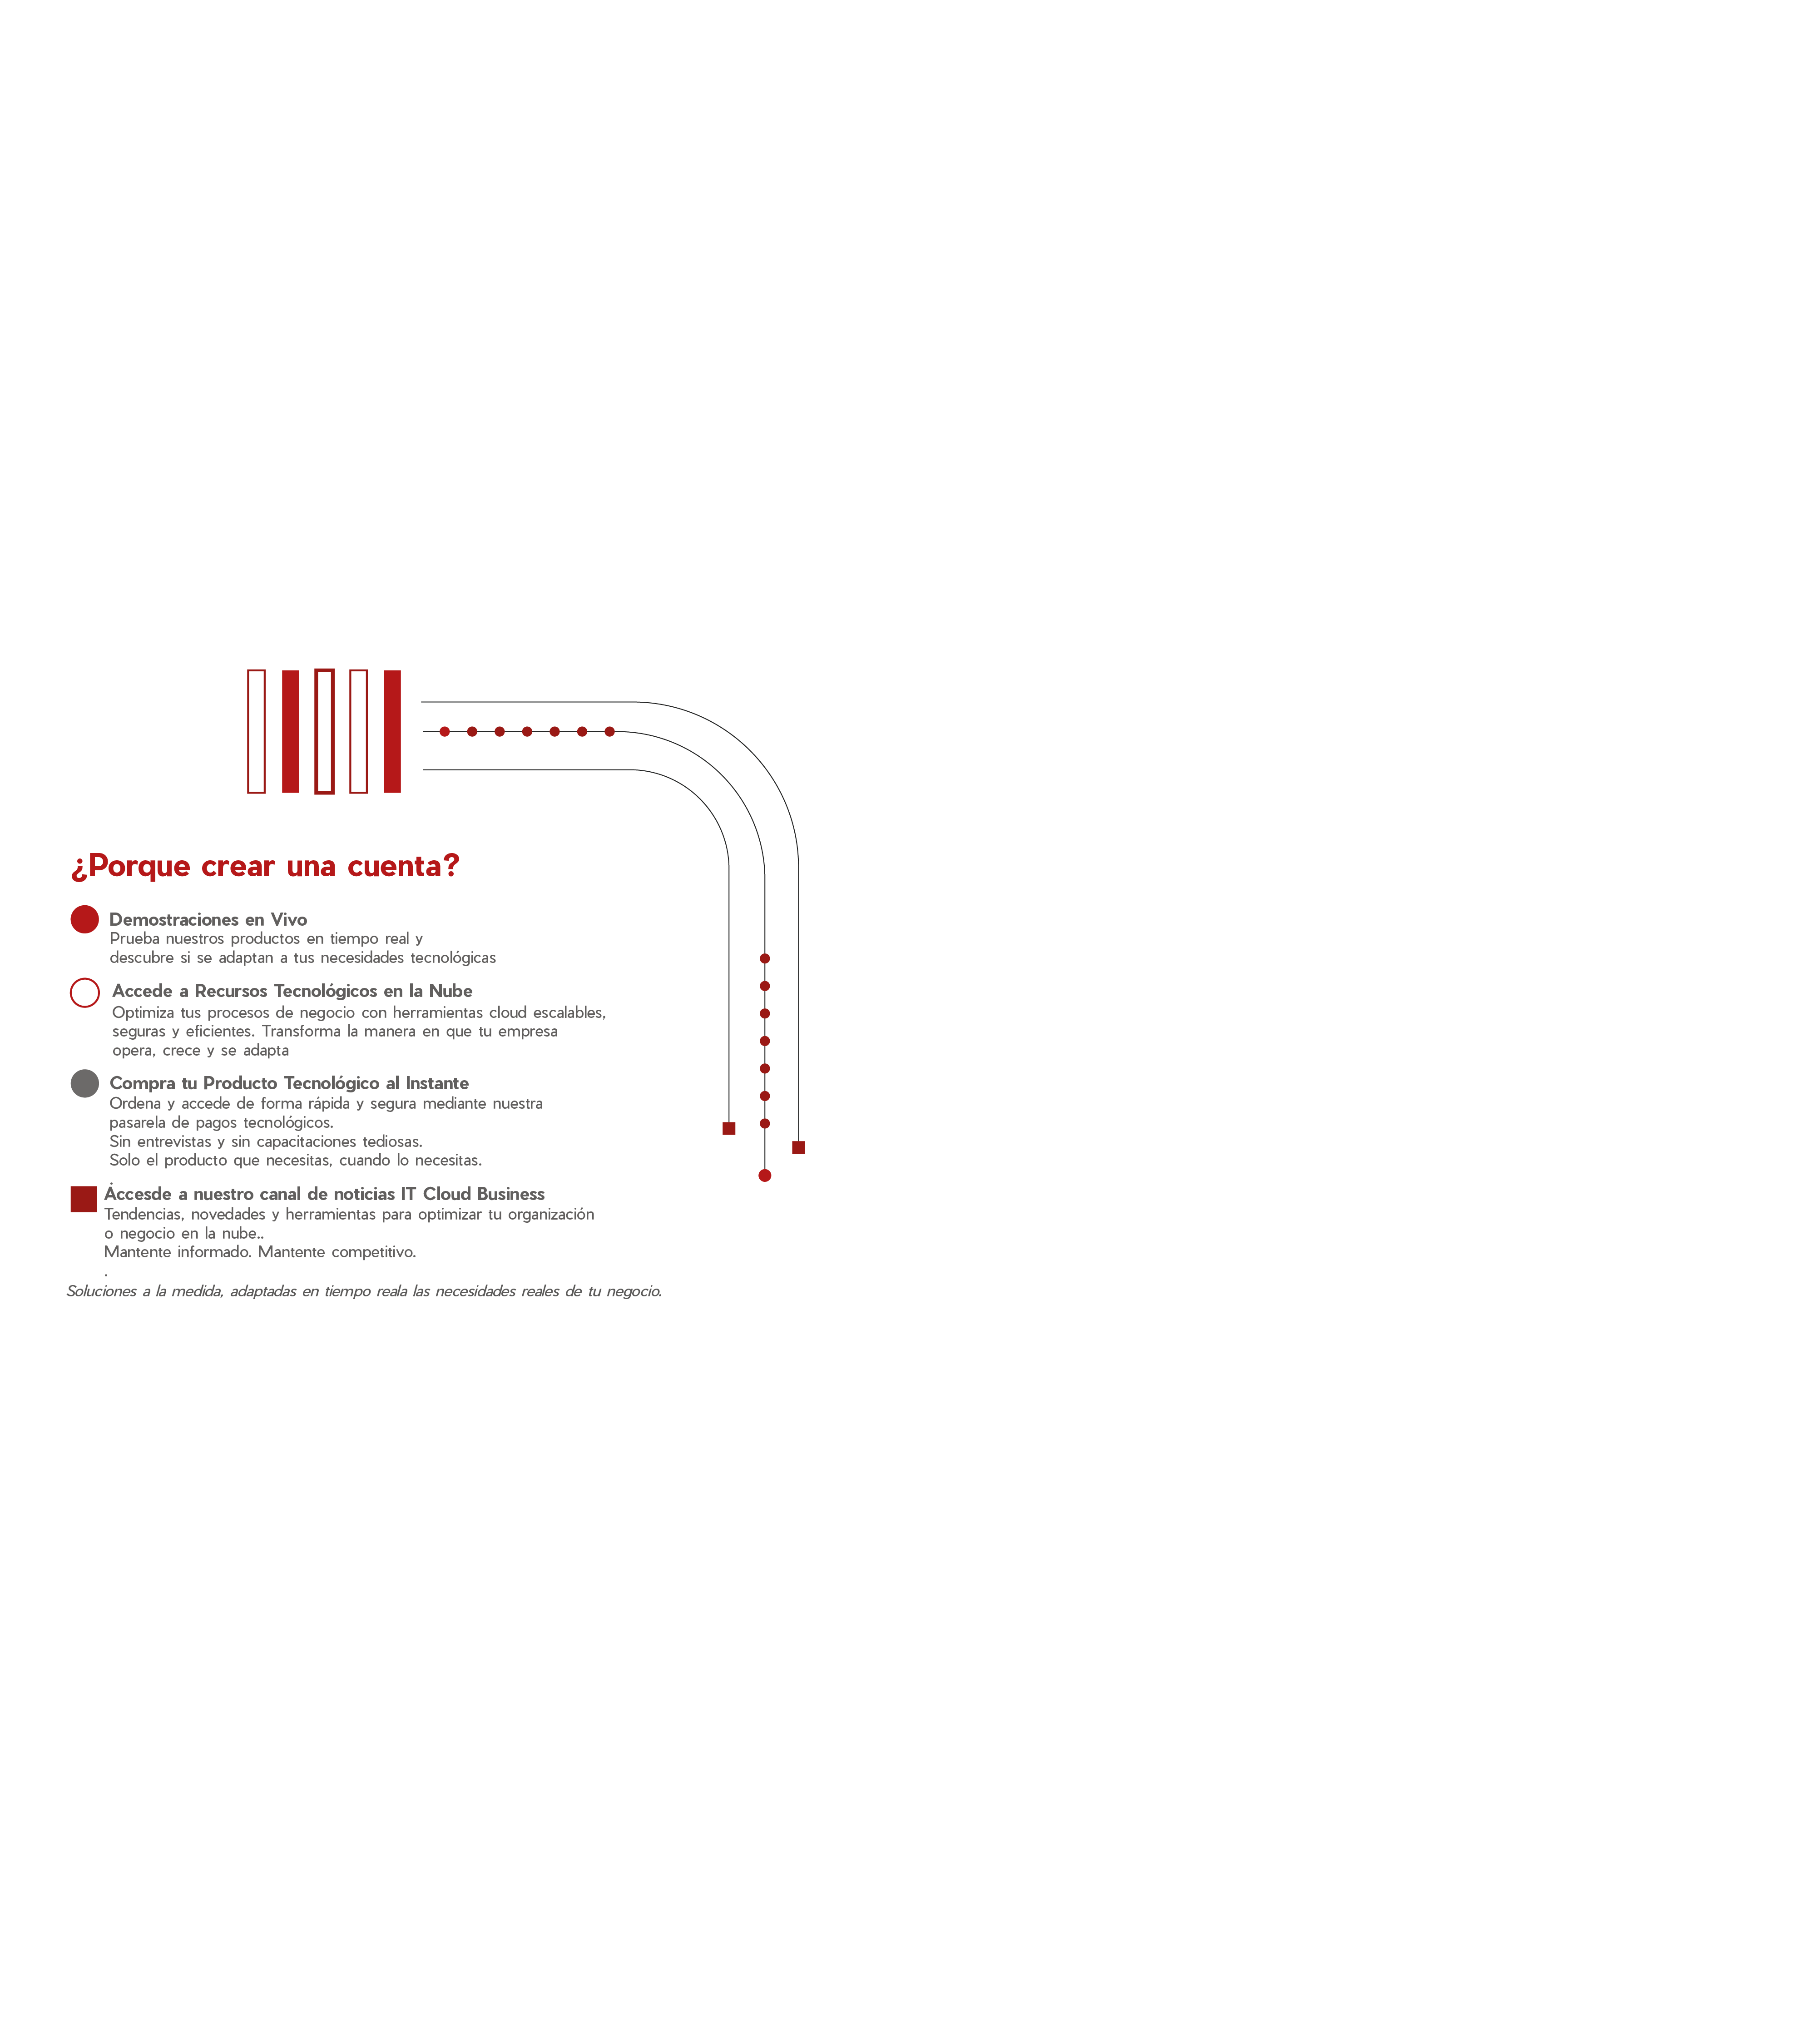 ¿Porque crear una cuenta?
Demostraciones en Vivo
Prueba nuestros productos en tiempo real y
descubre si se adaptan a tus necesidades tecnológicas
Accede a Recursos Tecnológicos en la Nube
Optimiza tus procesos de negocio con herramientas cloud escalables,
seguras y eficientes. Transforma la manera en que tu empresa
opera, crece y se adapta
Compra tu Producto Tecnológico al Instante
Ordena y accede de forma rápida y segura mediante nuestra
pasarela de pagos tecnológicos.
Sin entrevistas y sin capacitaciones tediosas.
Solo el producto que necesitas, cuando lo necesitas.
.
Accesde a nuestro canal de noticias IT Cloud Business
Tendencias, novedades y herramientas para optimizar tu organización
o negocio en la nube..
Mantente informado. Mantente competitivo.
.
Soluciones a la medida, adaptadas en tiempo reala las necesidades reales de tu negocio.